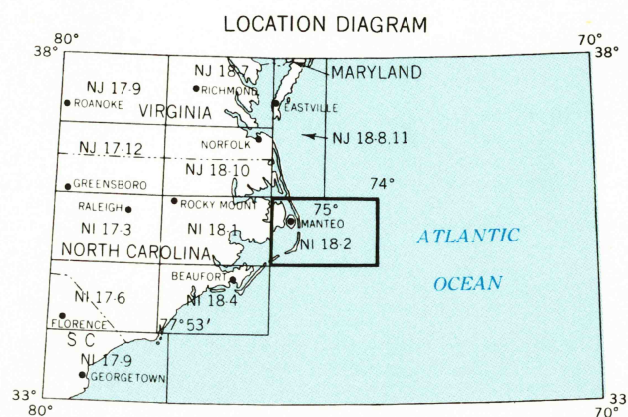 LOCATION DIAGRAM
80°
70°
38°
38°
NJ 18-7
MARYLAND
NJ 17-9
RICHMOND
ROANOKE
EASTVILLE
VIRGINIA
NJ 18-8,11
NORFOLK
NJ 17-12
NJ 18-10
74°
GREENSBORO
ROCKY MOUNT
75°
RALEIGH
MANTEO
NI 17-3
NI 18-1
NI 18-2
ATLANTIC
NORTH CAROLINA
BEAUFORT
OCEAN
NI 17-6
NI 18-4
FLORENCE
77°53'
S C
NI 17-9
GEORGETOWN
33°
33
80°
70°